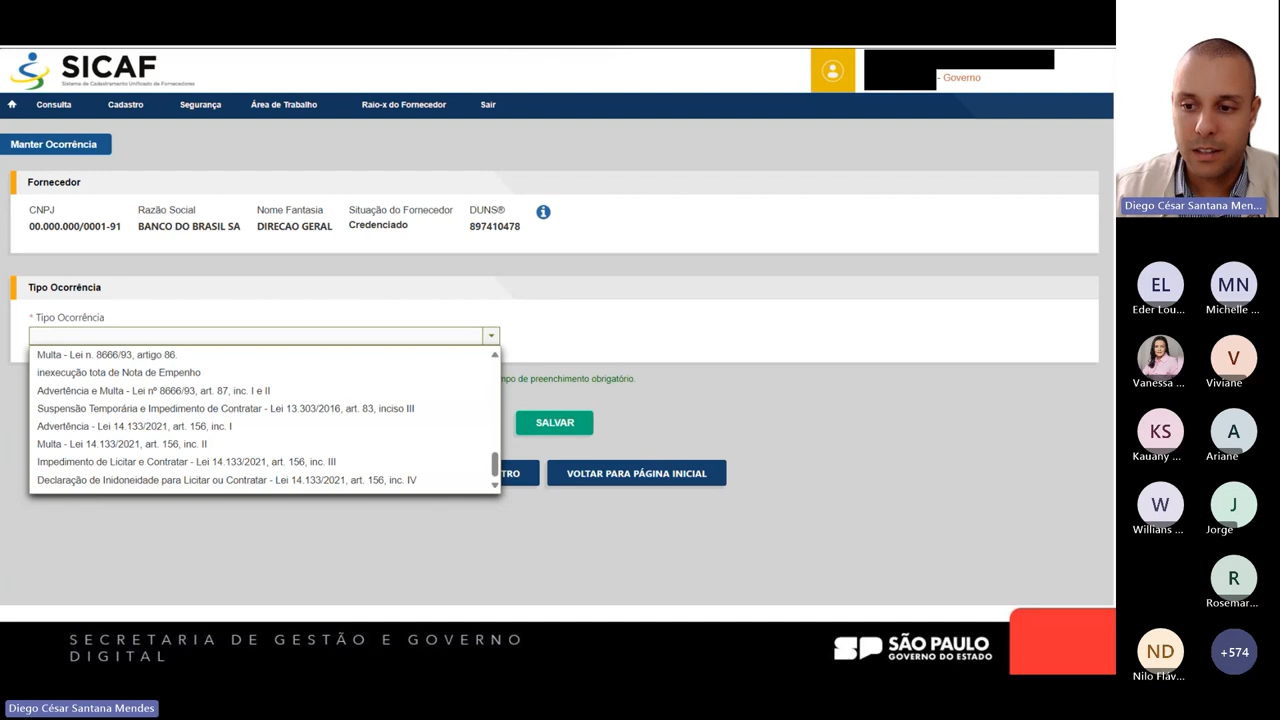 SICAF
Sistema de Cadastramento Unificado de Fornecedores
- Governo
Consulta Cadastro Segurança Área de Trabalho Raio-x do Fornecedor Sair
Manter Ocorrência
Fornecedor
CNPJ Razão Social Nome Fantasia Situação do Fornecedor DUNS®
00.000.000/0001-91 BANCO DO BRASIL SA DIRECAO GERAL Credenciado 897410478
Tipo Ocorrência
* Tipo Ocorrência
Multa - Lei n. 8666/93, artigo 86.
inexecução tota de Nota de Empenho
Advertência e Multa - Lei nº 8666/93, art. 87, inc. I e II
Suspensão Temporária e Impedimento de Contratar - Lei 13.303/2016, art. 83, inciso III
Advertência - Lei 14.133/2021, art. 156, inc. I
Multa - Lei 14.133/2021, art. 156, inc. II
Impedimento de Licitar e Contratar - Lei 14.133/2021, art. 156, inc. III
Declaração de Inidoneidade para Licitar ou Contratar - Lei 14.133/2021, art. 156, inc. IV
mpo de preenchimento obrigatório.
SALVAR
TRO VOLTAR PARA PÁGINA INICIAL
SECRETARIA DE GESTÃO E GOVERNO
DIGITAL
SP SÃO PAULO
GOVERNO DO ESTADO
Diego César Santana Mendes
Diego César Santana Men...
EL MN
Eder Lou... Michelle ...
V
Vanessa ... Viviane
KS A
Kauany ... Ariane
W J
Willians ... Jorge
R
Rosemar...
ND +574
Nilo Fláv...